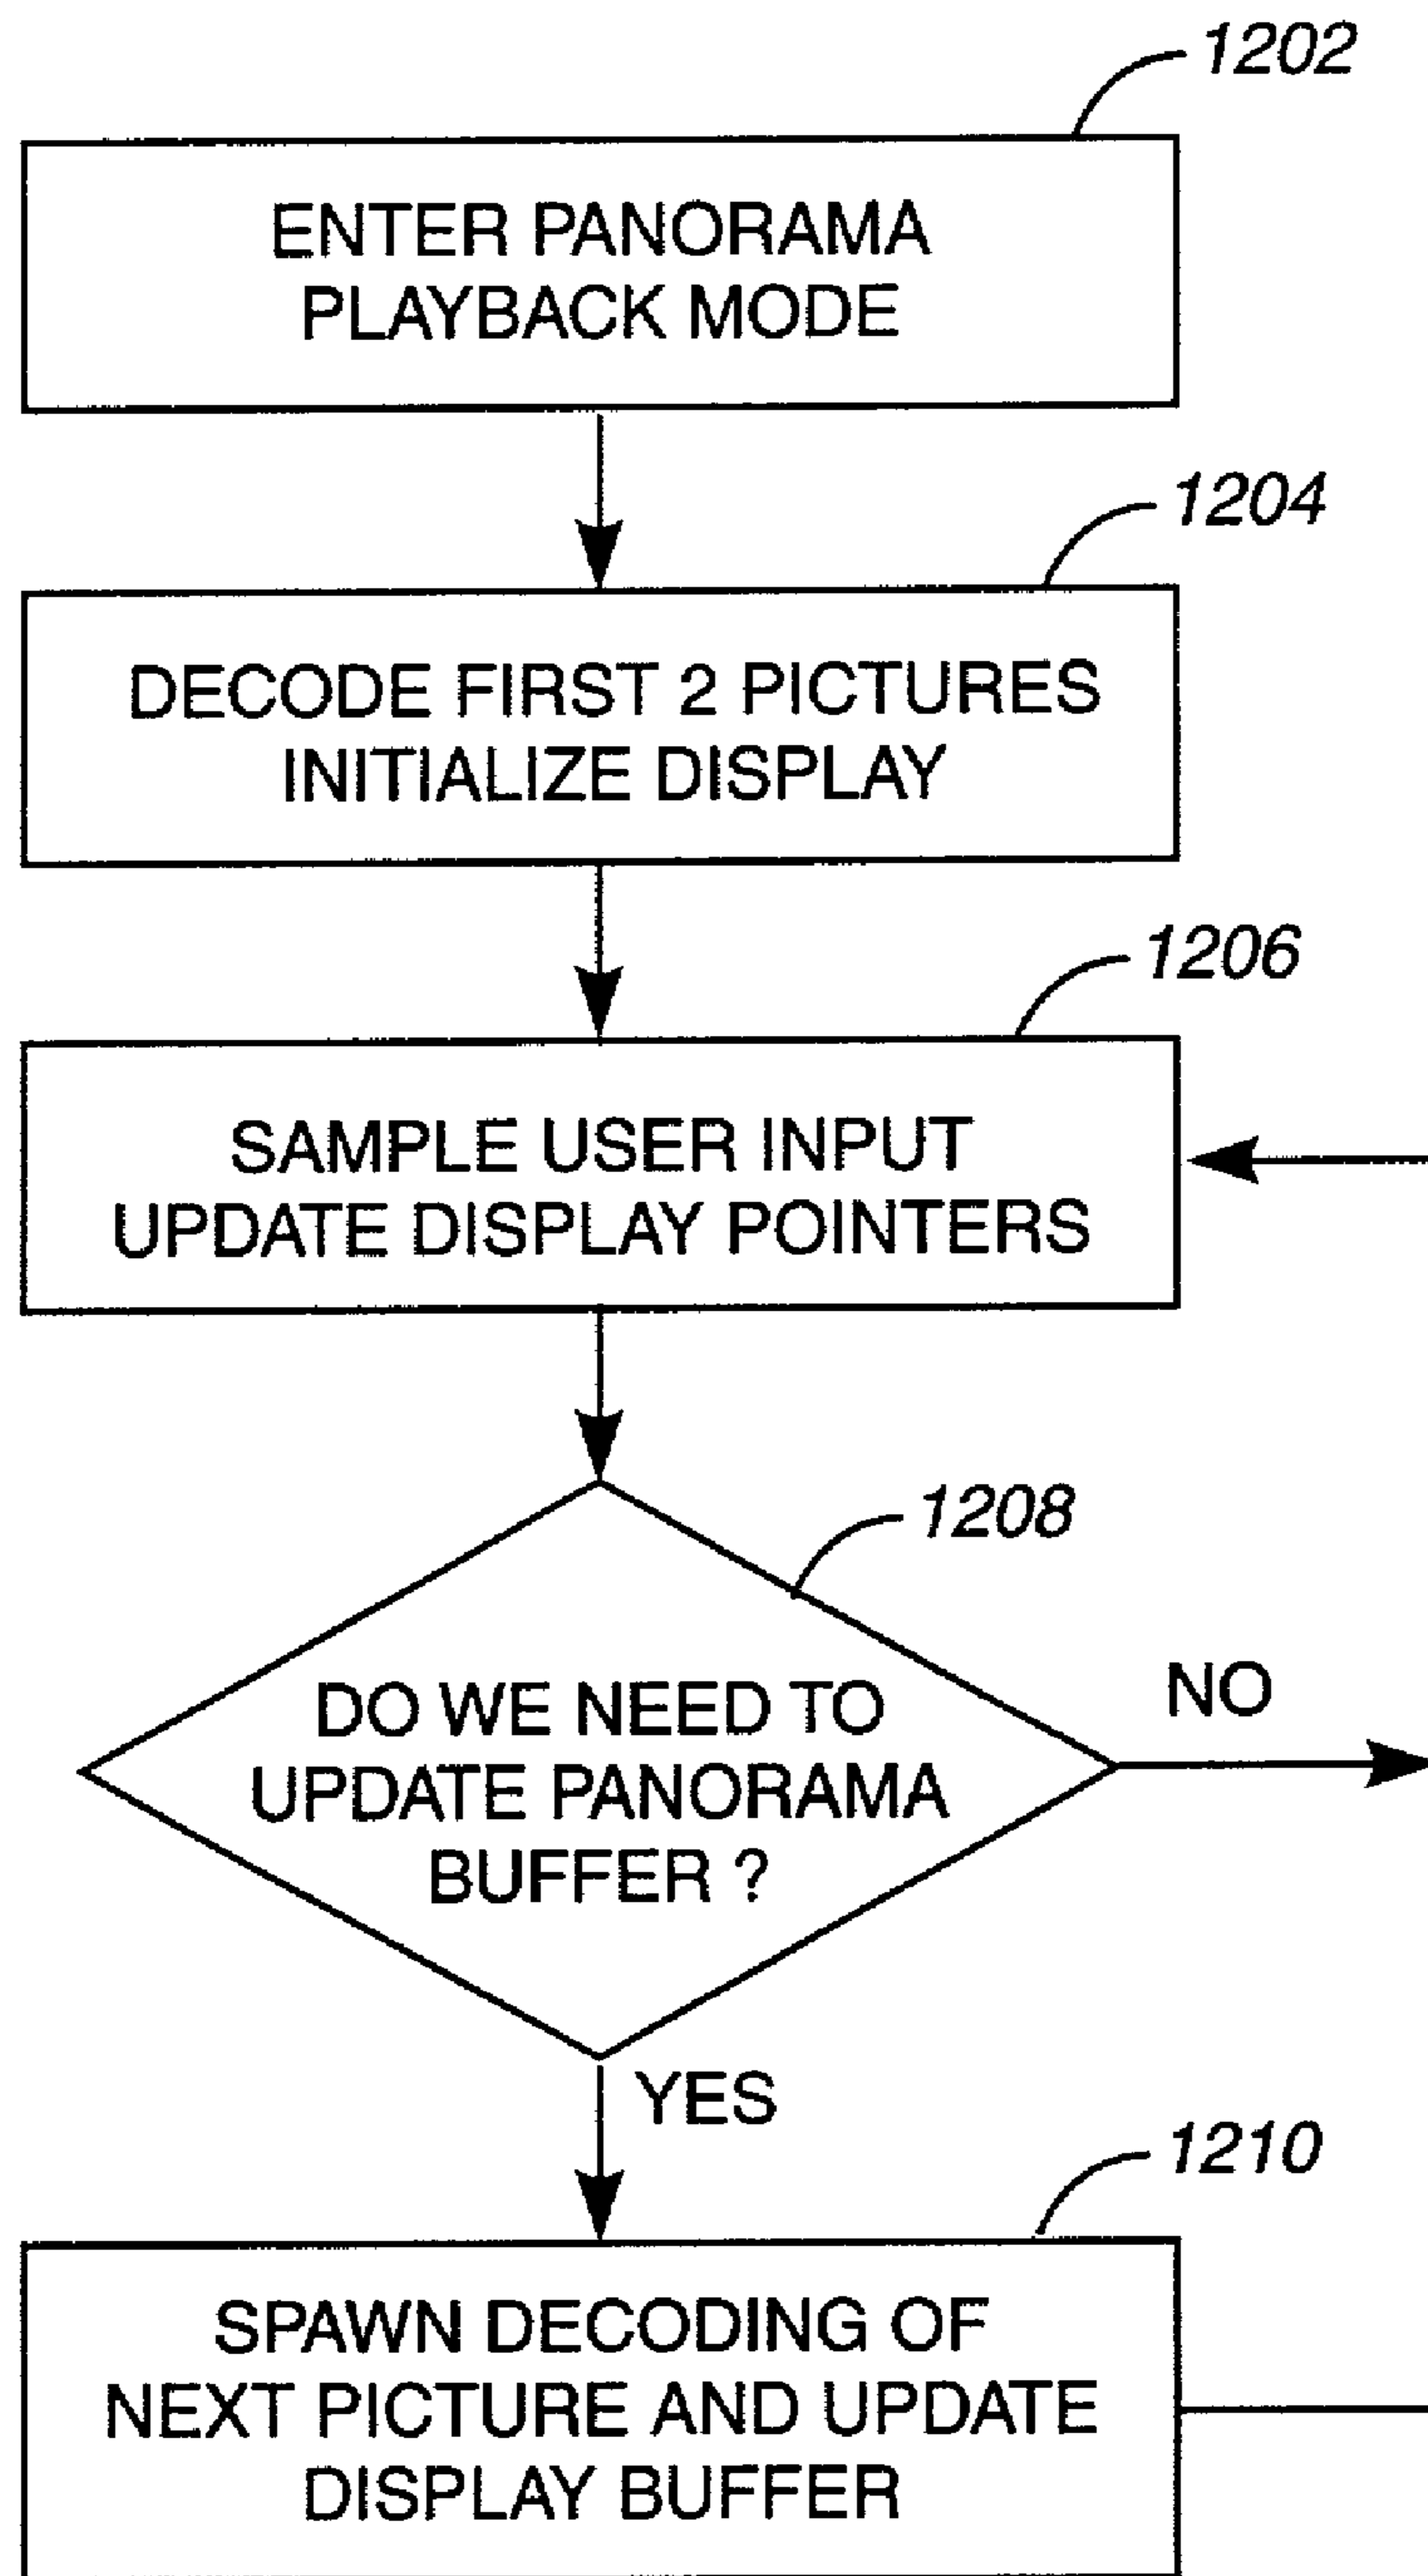 1202
ENTER PANORAMA
PLAYBACK MODE
1204
DECODE FIRST 2 PICTURES
INITIALIZE DISPLAY
1206
SAMPLE USER INPUT
UPDATE DISPLAY POINTERS
1208
DO WE NEED TO
UPDATE PANORAMA
BUFFER ?
NO
YES
1210
SPAWN DECODING OF
NEXT PICTURE AND UPDATE
DISPLAY BUFFER